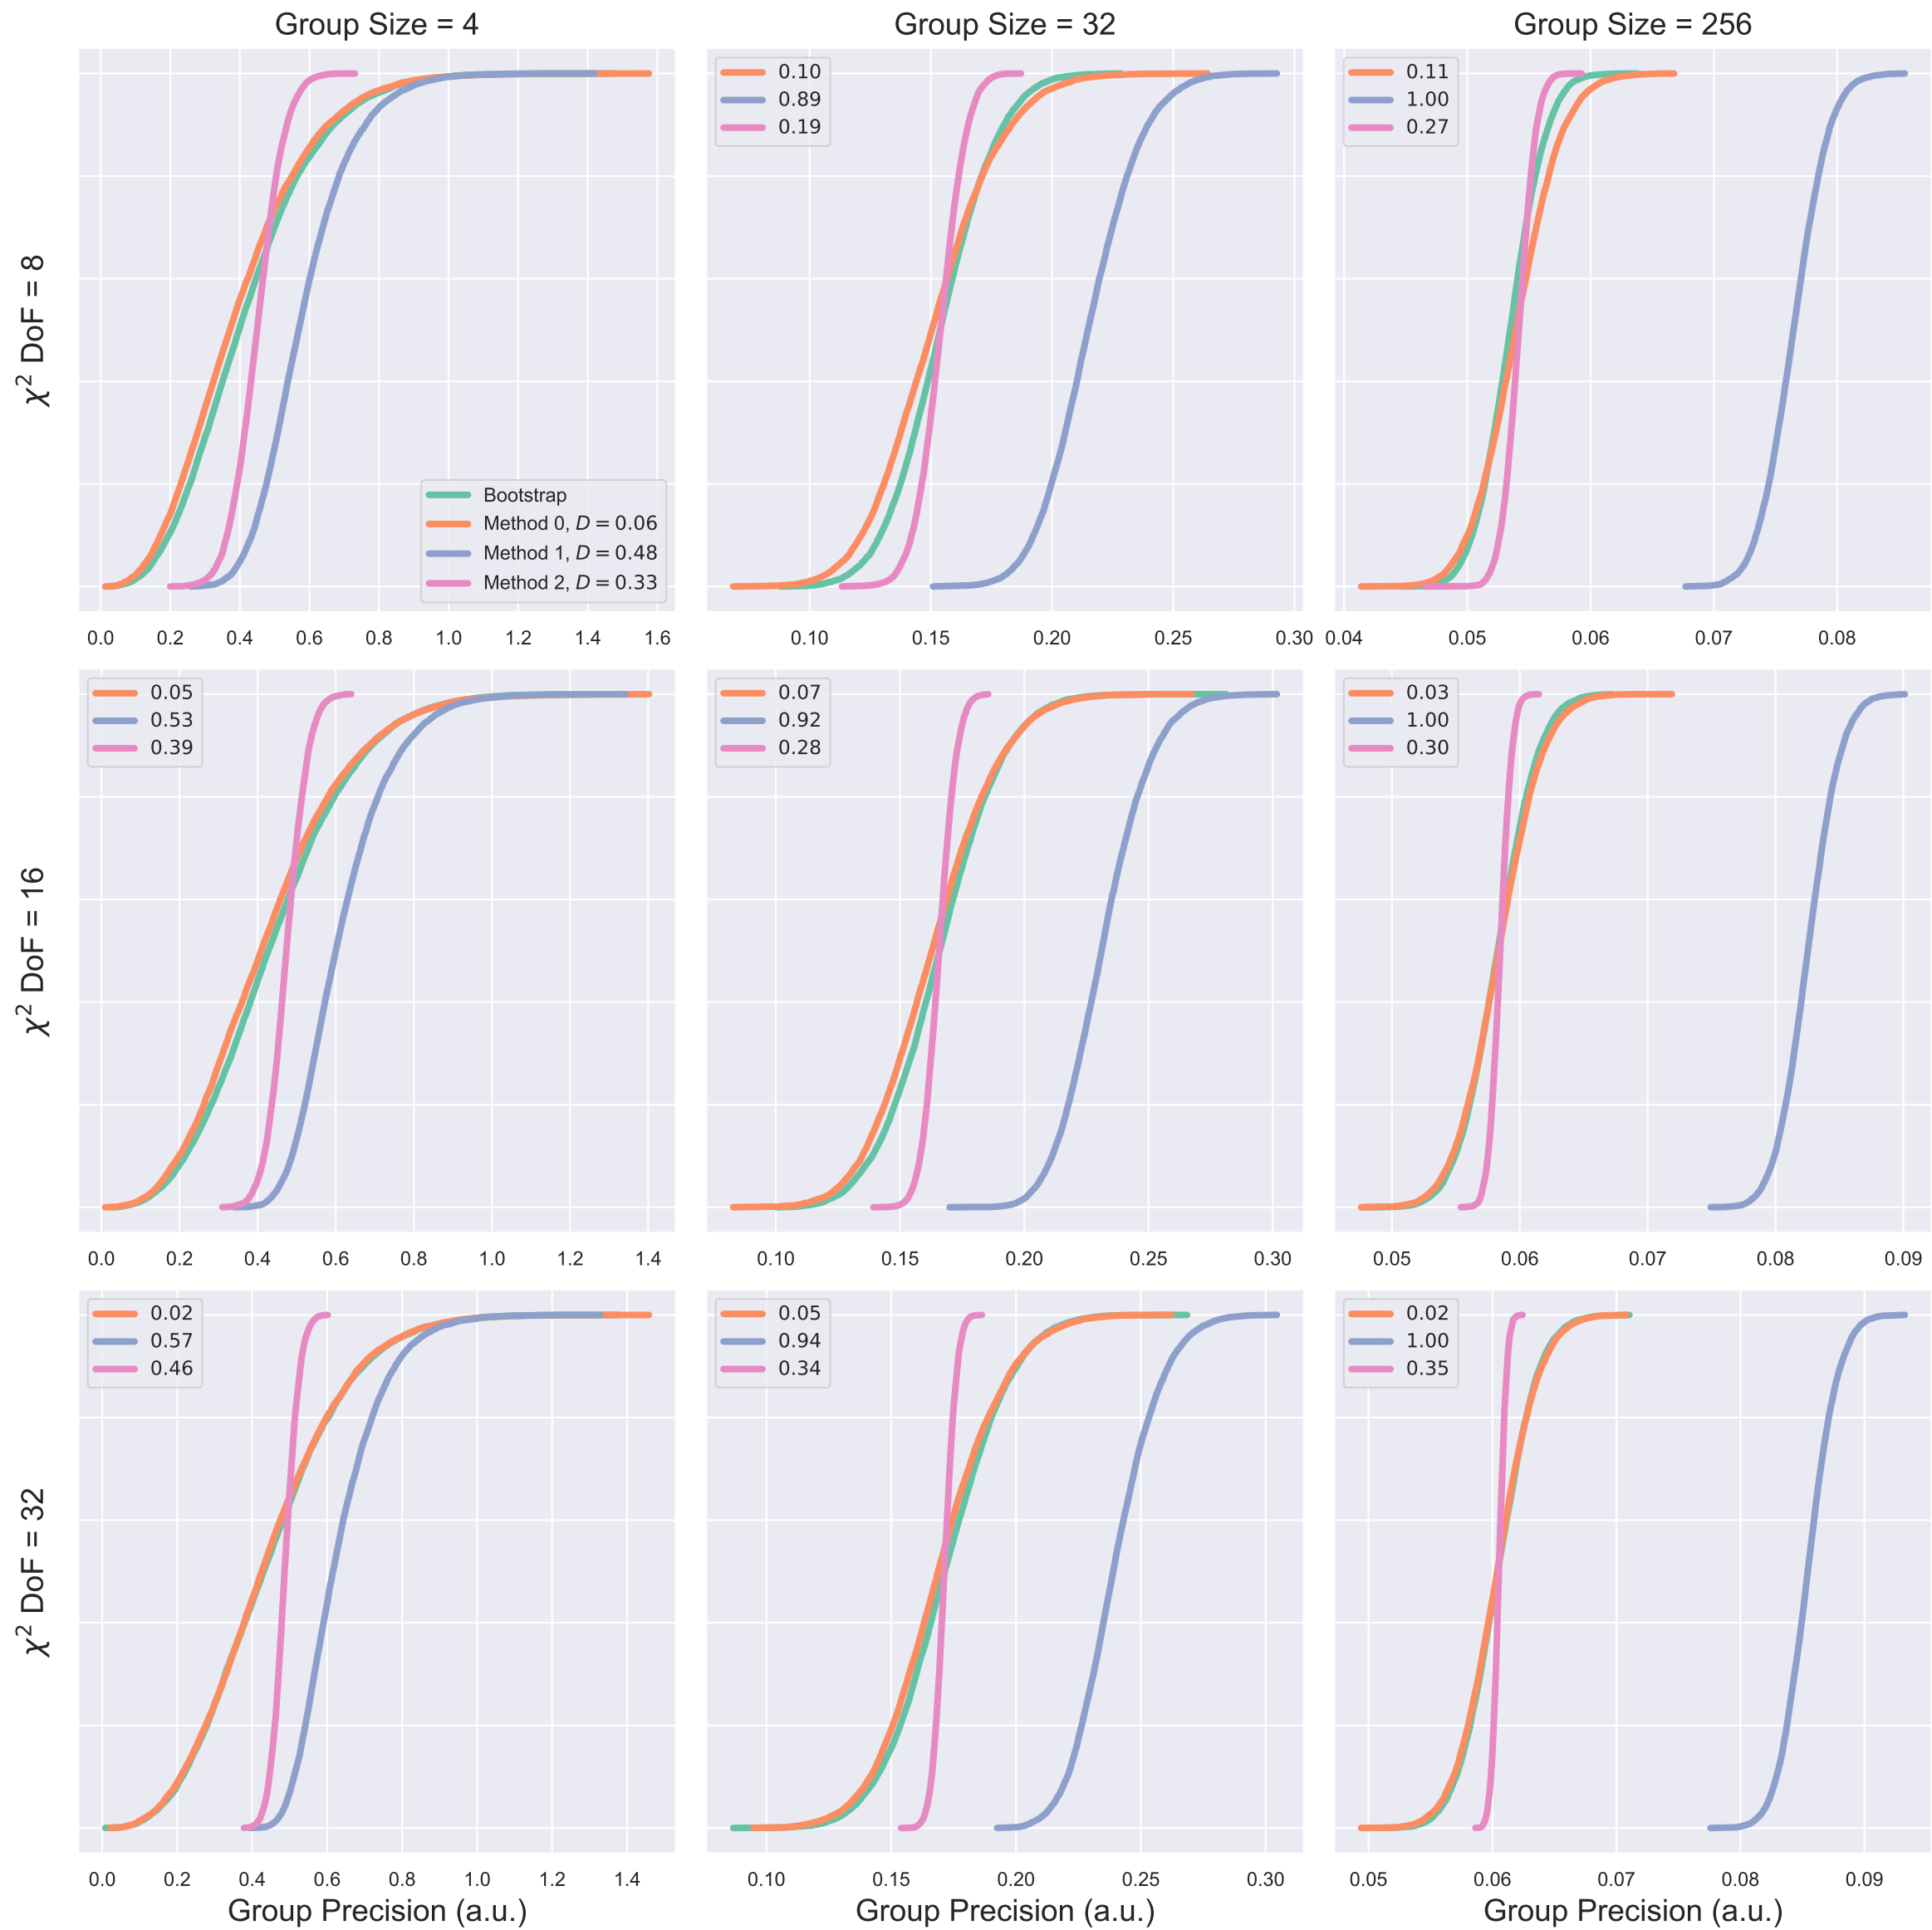 Group Size = 4
Group Size = 32
Group Size = 256
χ² DoF = 8
Bootstrap
Method 0, D = 0.06
Method 1, D = 0.48
Method 2, D = 0.33
0.0 0.2 0.4 0.6 0.8 1.0 1.2 1.4 1.6
0.10
0.89
0.19
0.10 0.15 0.20 0.25 0.30
0.11
1.00
0.27
0.04 0.05 0.06 0.07 0.08
χ² DoF = 16
0.05
0.53
0.39
0.0 0.2 0.4 0.6 0.8 1.0 1.2 1.4
0.07
0.92
0.28
0.10 0.15 0.20 0.25 0.30
0.03
1.00
0.30
0.05 0.06 0.07 0.08 0.09
χ² DoF = 32
0.02
0.57
0.46
0.0 0.2 0.4 0.6 0.8 1.0 1.2 1.4
Group Precision (a.u.)
0.05
0.94
0.34
0.10 0.15 0.20 0.25 0.30
Group Precision (a.u.)
0.02
1.00
0.35
0.05 0.06 0.07 0.08 0.09
Group Precision (a.u.)